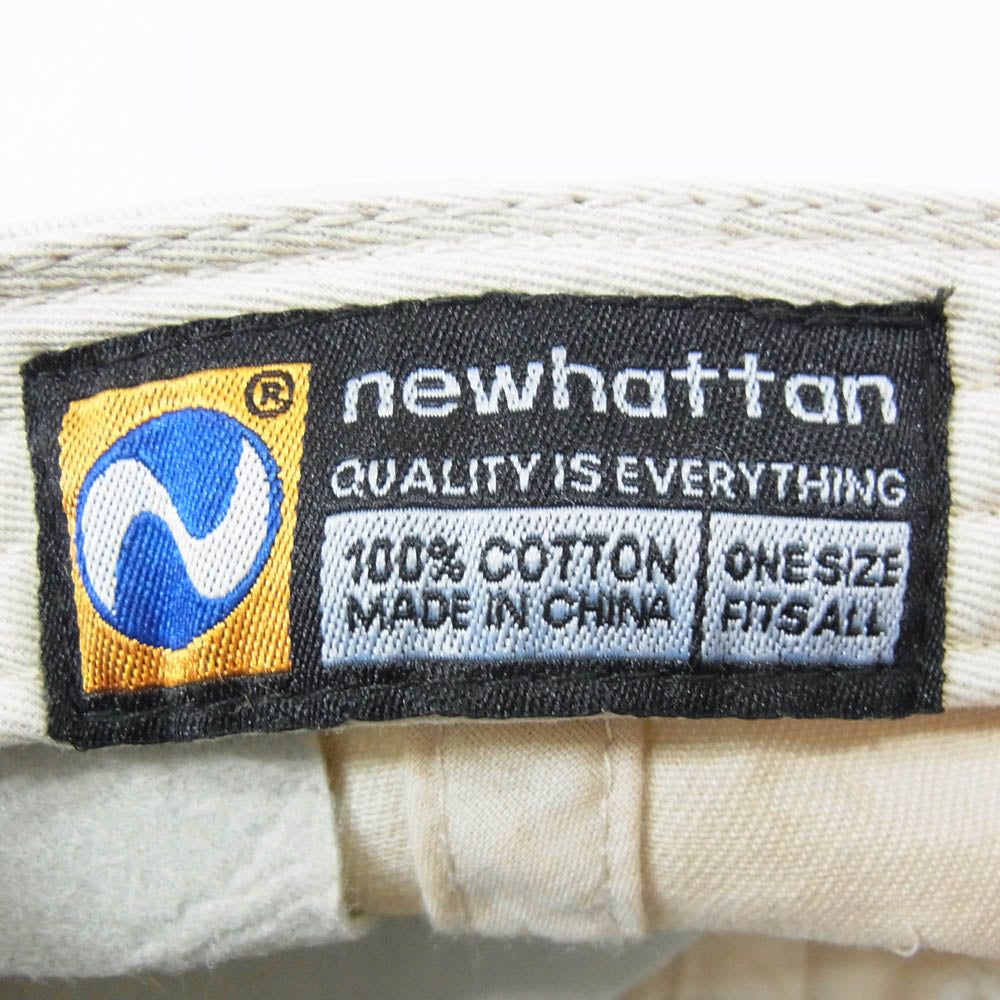 ®
newhattan
QUALITY IS EVERYTHING
100% COTTON
MADE IN CHINA
ONE SIZE
FITS ALL